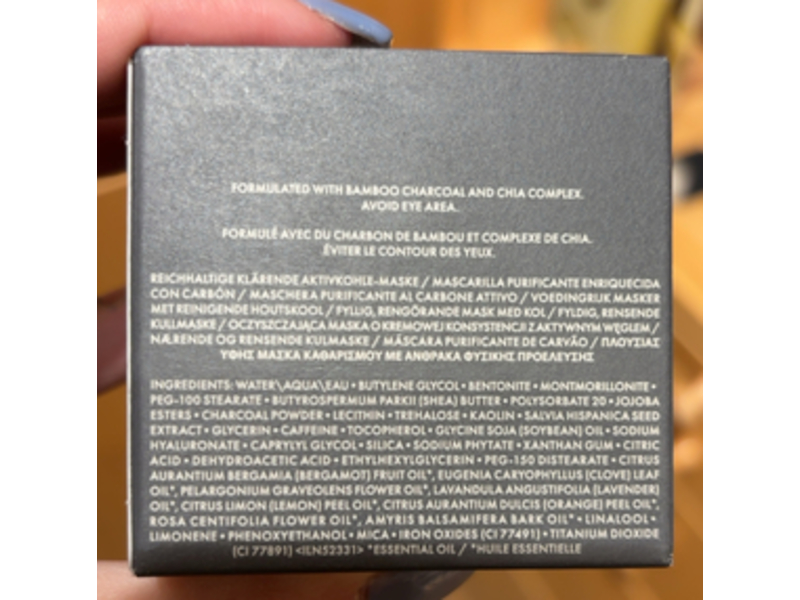 FORMULATED WITH BAMBOO CHARCOAL AND CHIA COMPLEX.
AVOID EYE AREA.
FORMULÉ AVEC DU CHARBON DE BAMBOU ET COMPLEXE DE CHIA.
ÉVITER LE CONTOUR DES YEUX.
REICHHALTIGE KLÄRENDE AKTIVKOHLE-MASKE / MASCARILLA PURIFICANTE ENRIQUECIDA
CON CARBÓN / MASCHERA PURIFICANTE AL CARBONE ATTIVO / VOEDINGRIJK MASKER
MET REINIGENDE HOUTSKOOL / FYLLIG, RENGÖRANDE MASK MED KOL / FYLDIG, RENSENDE
KULLMASKE / OCZYSZCZAJĄCA MASKA O KREMOWEJ KONSYSTENCJI Z AKTYWNYM WĘGLEM /
NÆRENDE OG RENSENDE KULMASKE / MÁSCARA PURIFICANTE DE CARVÃO / ΠΛΟΥΣΙΑΣ
ΥΦΗΣ ΜΑΣΚΑ ΚΑΘΑΡΙΣΜΟΥ ΜΕ ΑΝΘΡΑΚΑ ΦΥΣΙΚΗΣ ΠΡΟΕΛΕΥΣΗΣ
INGREDIENTS: WATER\AQUA\EAU • BUTYLENE GLYCOL • BENTONITE • MONTMORILLONITE •
PEG-100 STEARATE • BUTYROSPERMUM PARKII (SHEA) BUTTER • POLYSORBATE 20 • JOJOBA
ESTERS • CHARCOAL POWDER • LECITHIN • TREHALOSE • KAOLIN • SALVIA HISPANICA SEED
EXTRACT • GLYCERIN • CAFFEINE • TOCOPHEROL • GLYCINE SOJA (SOYBEAN) OIL • SODIUM
HYALURONATE • CAPRYLYL GLYCOL • SILICA • SODIUM PHYTATE • XANTHAN GUM • CITRIC
ACID • DEHYDROACETIC ACID • ETHYLHEXYLGLYCERIN • PEG-150 DISTEARATE • CITRUS
AURANTIUM BERGAMIA (BERGAMOT) FRUIT OIL*, EUGENIA CARYOPHYLLUS (CLOVE) LEAF
OIL*, PELARGONIUM GRAVEOLENS FLOWER OIL*, LAVANDULA ANGUSTIFOLIA (LAVENDER)
OIL*, CITRUS LIMON (LEMON) PEEL OIL*, CITRUS AURANTIUM DULCIS (ORANGE) PEEL OIL*,
ROSA CENTIFOLIA FLOWER OIL*, AMYRIS BALSAMIFERA BARK OIL* • LINALOOL •
LIMONENE • PHENOXYETHANOL • MICA • IRON OXIDES (CI 77491) • TITANIUM DIOXIDE
(CI 77891) <ILN52331> *ESSENTIAL OIL / *HUILE ESSENTIELLE